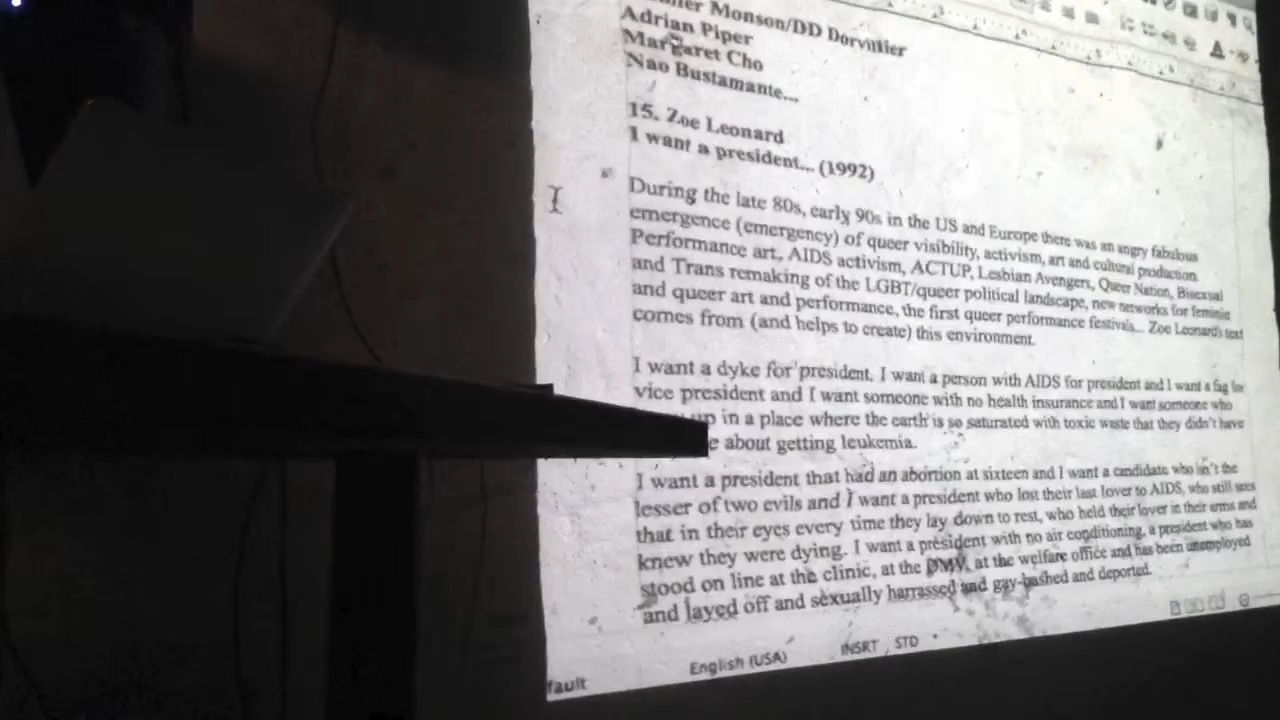 Monson/DD Dorvillier
Adrian Piper
Margaret Cho
Nao Bustamante...
15. Zoe Leonard
I want a president... (1992)
During the late 80s, early 90s in the US and Europe there was an angry fabulous
emergence (emergency) of queer visibility, activism, art and cultural production.
Performance art, AIDS activism, ACTUP, Lesbian Avengers, Queer Nation, Bisexual
and Trans remaking of the LGBT/queer political landscape, new networks for feminist
and queer art and performance, the first queer performance festivals... Zoe Leonard's text
comes from (and helps to create) this environment.
I want a dyke for president. I want a person with AIDS for president and I want a fag for
vice president and I want someone with no health insurance and I want someone who
up in a place where the earth is so saturated with toxic waste that they didn't have
about getting leukemia.
I want a president that had an abortion at sixteen and I want a candidate who isn't the
lesser of two evils and I want a president who lost their last lover to AIDS, who still sees
that in their eyes every time they lay down to rest, who held their lover in their arms and
knew they were dying. I want a president with no air conditioning, a president who has
stood on line at the clinic, at the DMV, at the welfare office and has been unemployed
and layed off and sexually harrassed and gay-bashed and deported.
fault English (USA) INSRT STD